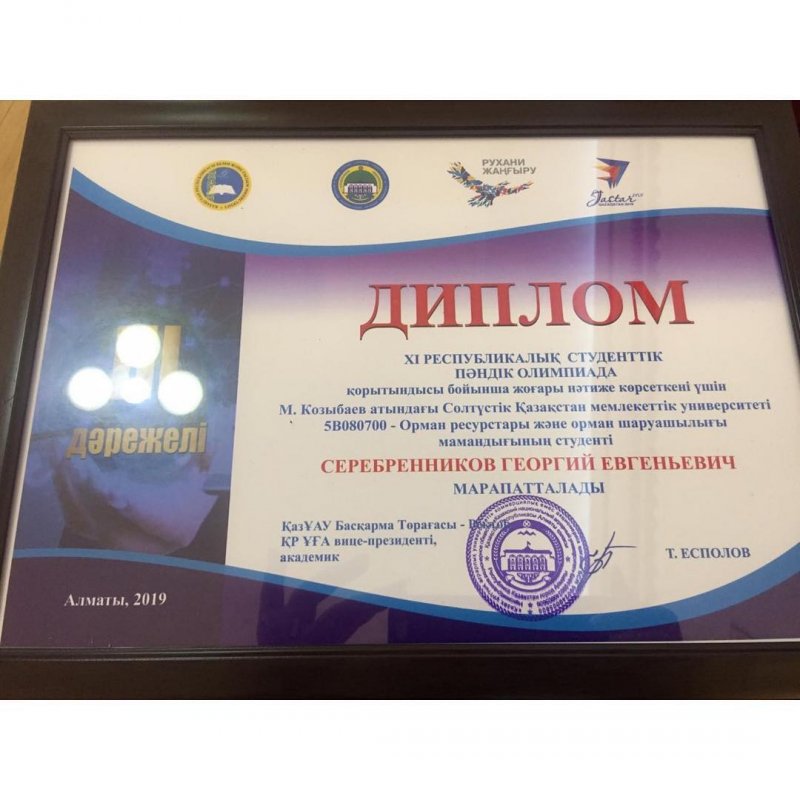 РУХАНИ
ЖАҢҒЫРУ
Jastar
ДИПЛОМ
XI РЕСПУБЛИКАЛЫҚ СТУДЕНТТІК
ПӘНДІК ОЛИМПИАДА
қорытындысы бойынша жоғары нәтиже көрсеткені үшін
М. Козыбаев атындағы Солтүстік Қазақстан мемлекеттік университеті
5В080700 - Орман ресурстары және орман шаруашылығы
мамандығының студенті
СЕРЕБРЕННИКОВ ГЕОРГИЙ ЕВГЕНЬЕВИЧ
МАРАПАТТАЛАДЫ
дәрежелі
ҚазҰАУ Басқарма Төрағасы -
ҚР ҰҒА вице-президенті,
академик
Т. ЕСПОЛОВ
Алматы, 2019